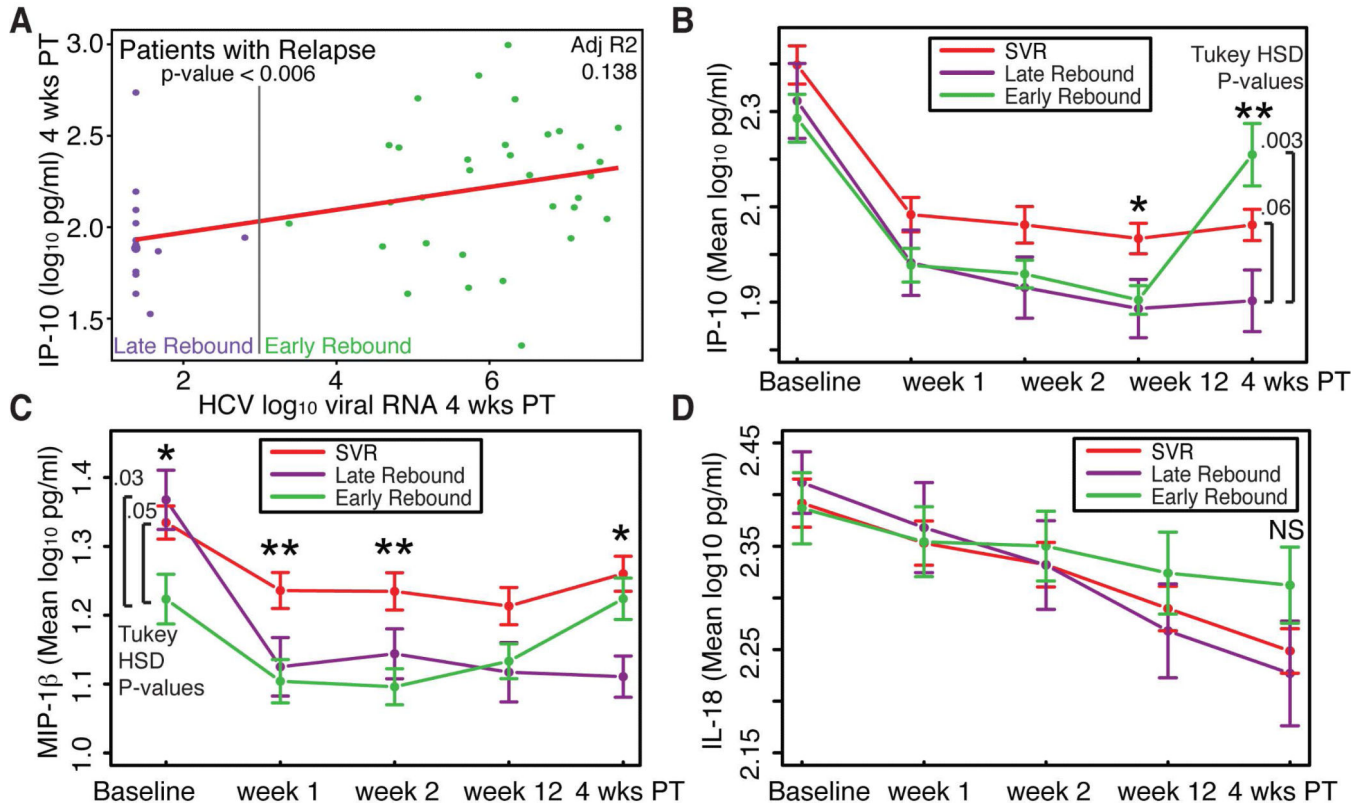 A
Patients with Relapse
p-value < 0.006
Adj R2
0.138
IP-10 (log₁₀ pg/ml) 4 wks PT
3.0
2.5
2.0
1.5
Late Rebound
Early Rebound
2
4
6
HCV log₁₀ viral RNA 4 wks PT
B
SVR
Late Rebound
Early Rebound
Tukey HSD
P-values
**
.003
.06
*
IP-10 (Mean log₁₀ pg/ml)
2.3
2.1
1.9
Baseline
week 1
week 2
week 12
4 wks PT
C
SVR
Late Rebound
Early Rebound
*
.03
.05
**
**
*
Tukey
HSD
P-values
MIP-1β (Mean log₁₀ pg/ml)
1.4
1.3
1.2
1.1
1.0
Baseline
week 1
week 2
week 12
4 wks PT
D
SVR
Late Rebound
Early Rebound
NS
IL-18 (Mean log10 pg/ml)
2.45
2.35
2.25
2.15
Baseline
week 1
week 2
week 12
4 wks PT